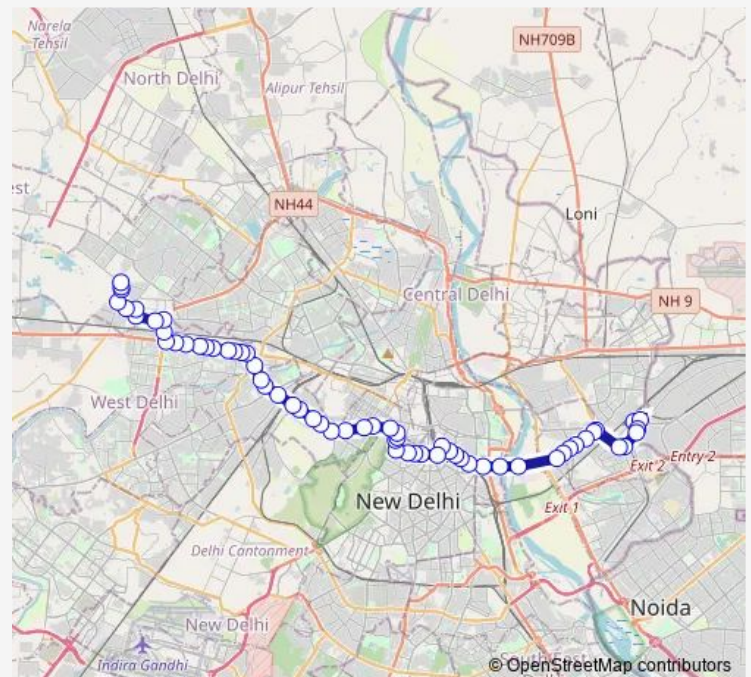 Narela
Tehsil
NH709B
North Delhi
Alipur Tehsil
est
NH44
Loni
Central Delhi
NH 9
West Delhi
Exit 2
Entry 2
New Delhi
Exit 1
Delhi Cantonment
New Delhi
Noida
Indira Gandhi
South East
© OpenStreetMap contributors